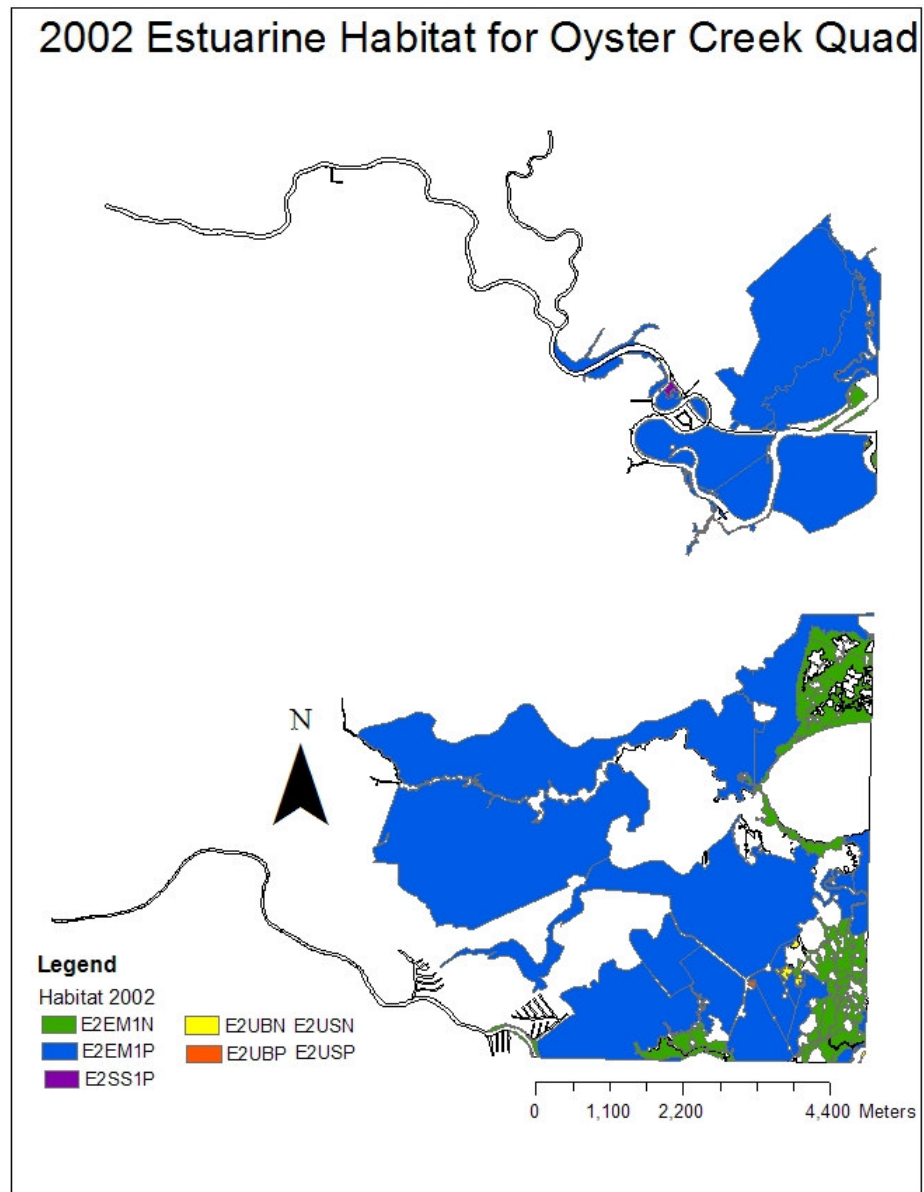 2002 Estuarine Habitat for Oyster Creek Quad
N
Legend
Habitat 2002
E2EM1N
E2UBN E2USN
E2EM1P
E2UBP E2USP
E2SS1P
0 1,100 2,200 4,400 Meters